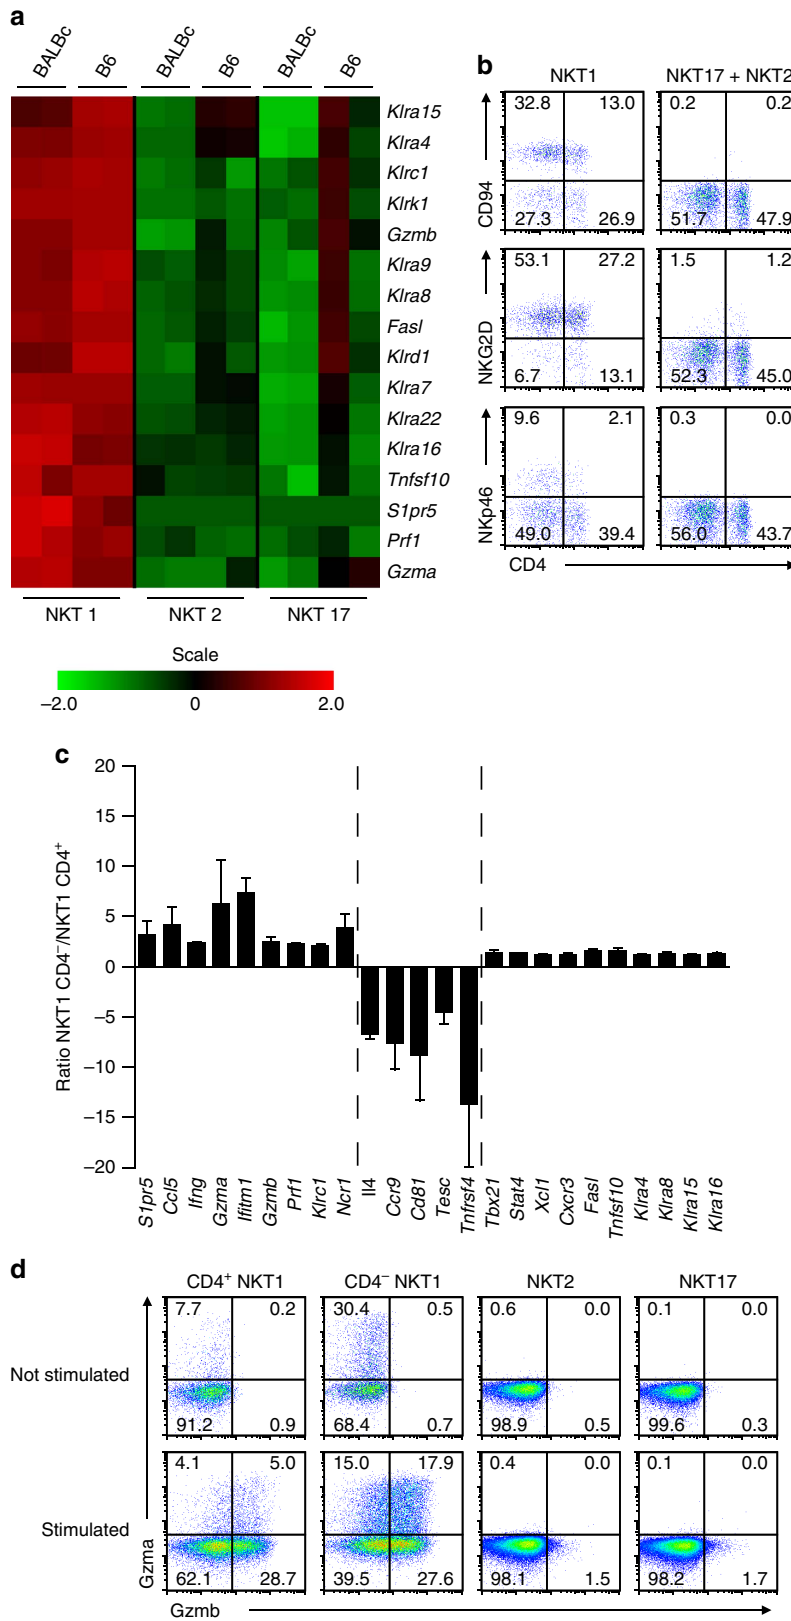 a
BALBc B6 BALBc B6 BALBc B6
Klra15
Klra4
Klrc1
Klrk1
Gzmb
Klra9
Klra8
Fasl
Klrd1
Klra7
Klra22
Klra16
Tnfsf10
S1pr5
Prf1
Gzma
NKT 1 NKT 2 NKT 17
Scale
−2.0 0 2.0
b
NKT1 NKT17 + NKT2
32.8 13.0 0.2 0.2
CD94
27.3 26.9 51.7 47.9
53.1 27.2 1.5 1.2
NKG2D
6.7 13.1 52.3 45.0
9.6 2.1 0.3 0.0
NKp46
49.0 39.4 56.0 43.7
CD4
c
Ratio NKT1 CD4⁻/NKT1 CD4⁺
20
15
10
5
0
−5
−10
−15
−20
S1pr5 Ccl5 Ifng Gzma Ifitm1 Gzmb Prf1 Klrc1 Ncr1 Il4 Ccr9 Cd81 Tesc Tnfrsf4 Tbx21 Stat4 Xcl1 Cxcr3 Fasl Tnfsf10 Klra4 Klra8 Klra15 Klra16
d
CD4⁺ NKT1 CD4⁻ NKT1 NKT2 NKT17
7.7 0.2 30.4 0.5 0.6 0.0 0.1 0.0
Not stimulated
91.2 0.9 68.4 0.7 98.9 0.5 99.6 0.3
4.1 5.0 15.0 17.9 0.4 0.0 0.1 0.0
Stimulated
62.1 28.7 39.5 27.6 98.1 1.5 98.2 1.7
Gzma
Gzmb